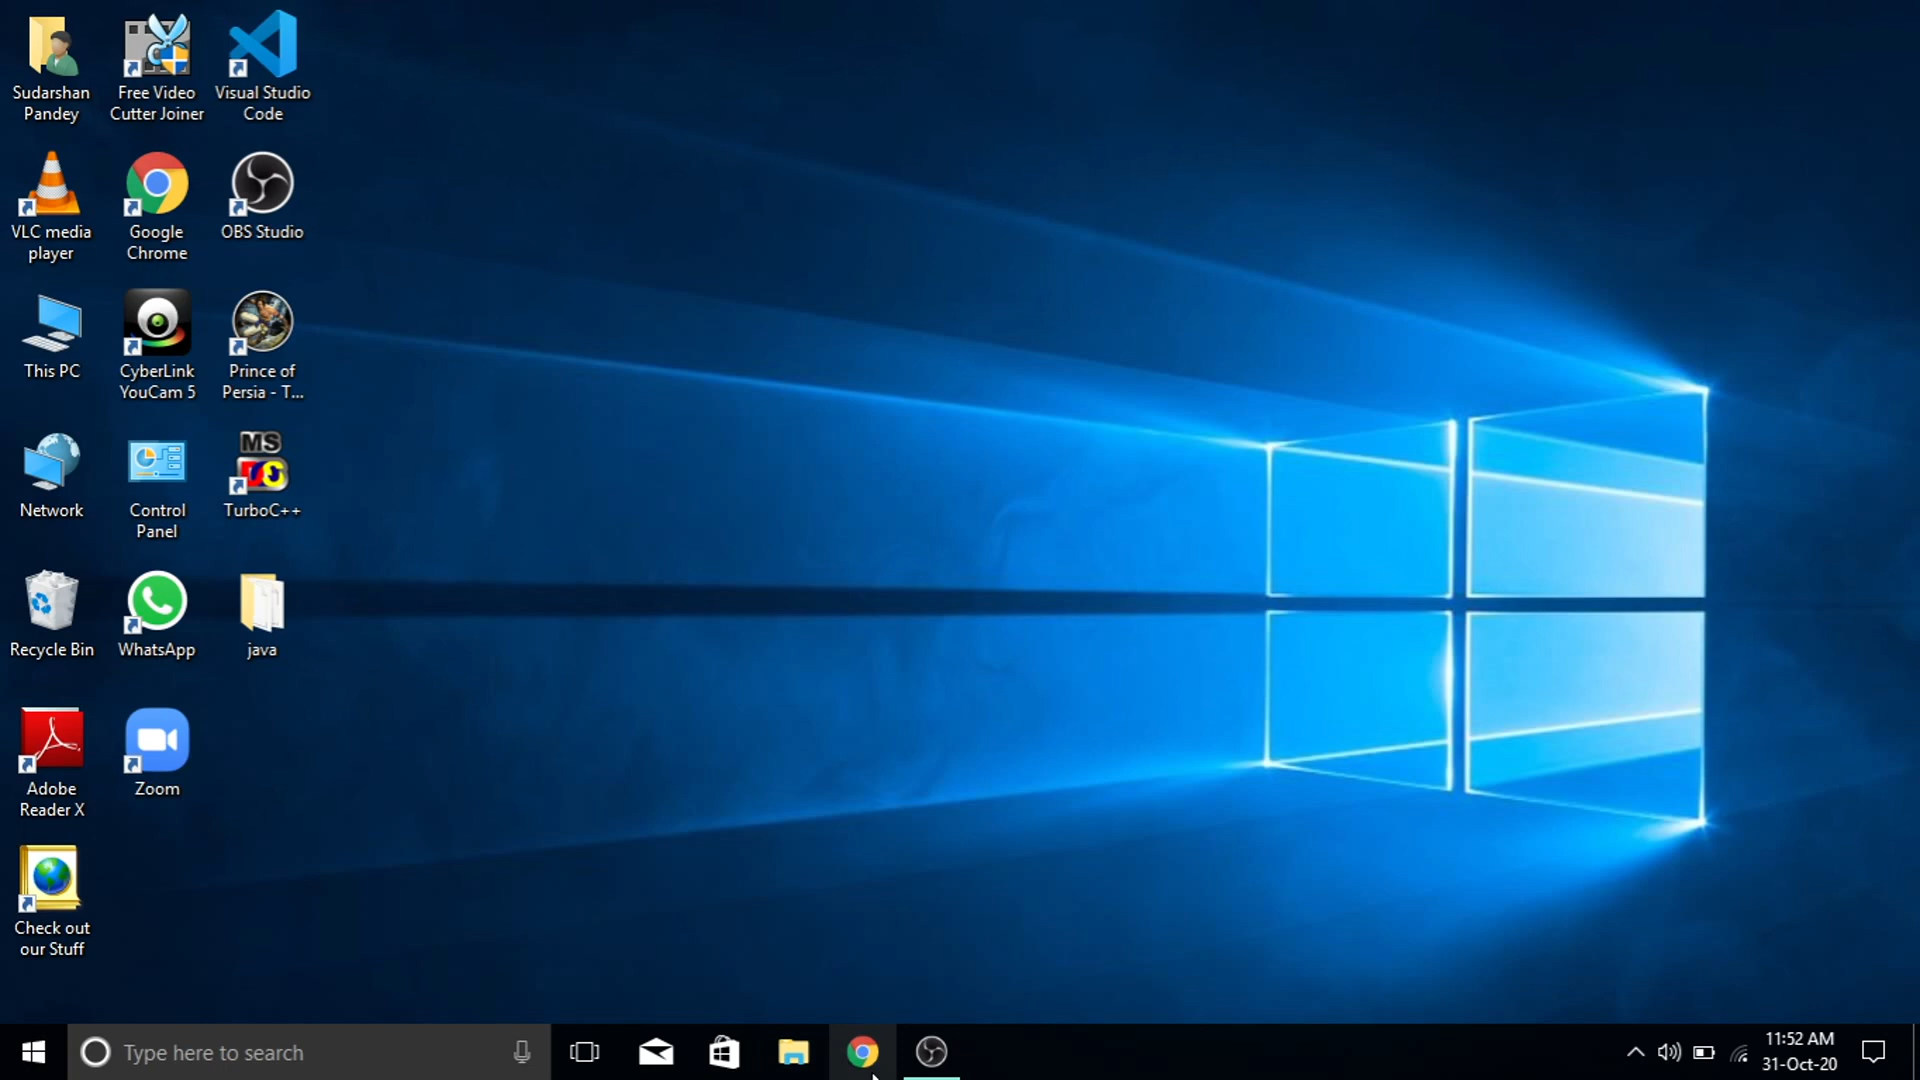 Sudarshan
Pandey
Free Video
Cutter Joiner
Visual Studio
Code
VLC media
player
Google
Chrome
OBS Studio
This PC
CyberLink
YouCam 5
Prince of
Persia - T...
Network
Control
Panel
MS
TurboC++
Recycle Bin
WhatsApp
java
Adobe
Reader X
Zoom
Check out
our Stuff
Type here to search
11:52 AM
31-Oct-20